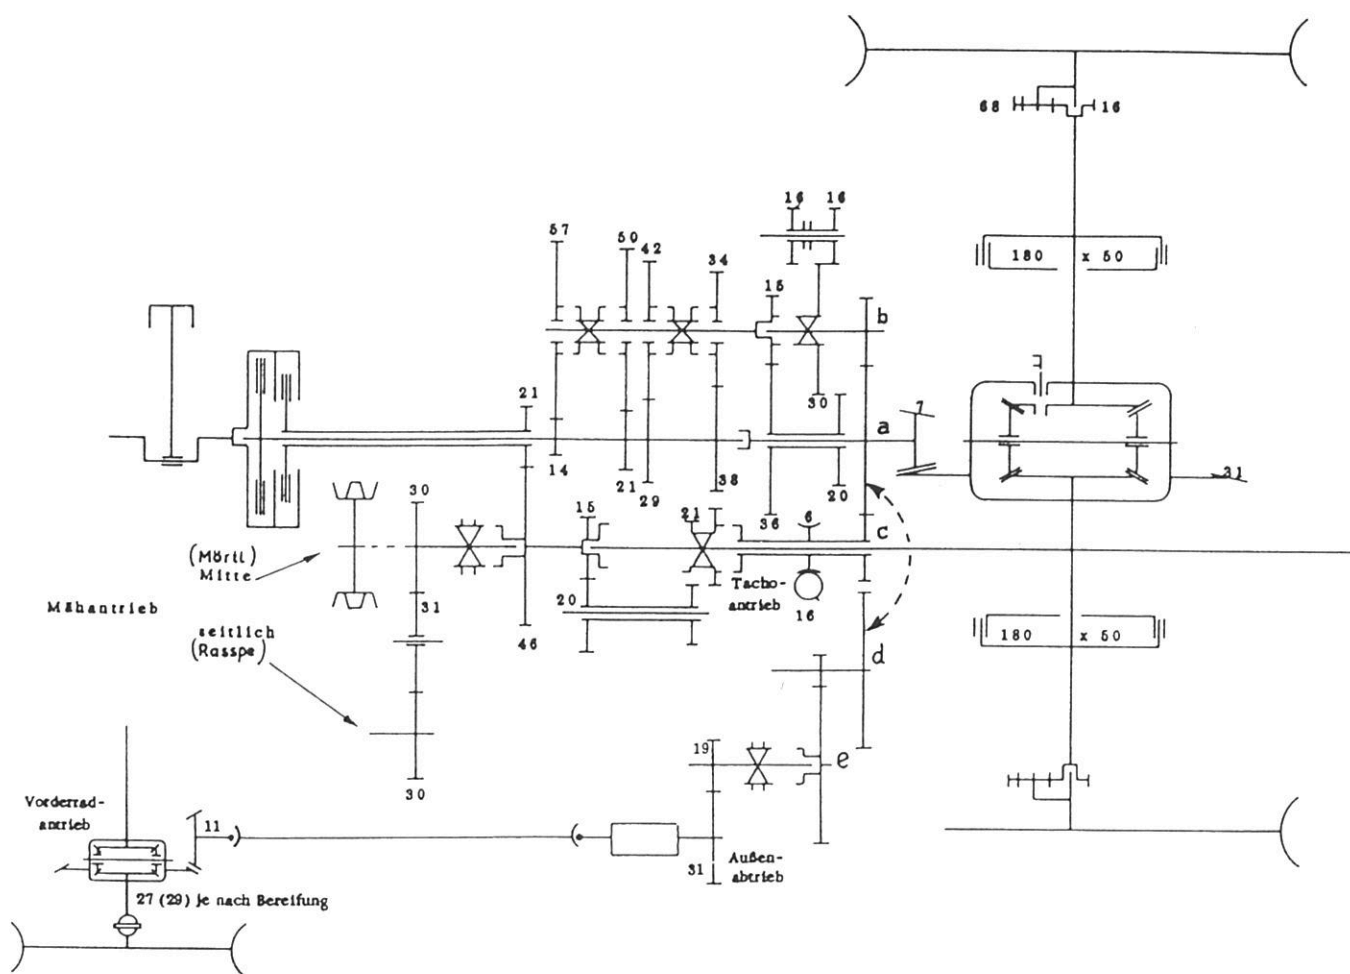 68
16
16
16
57
50
42
34
180 x 50
15
b
21
30
7
a
14
21
29
38
20
31
30
15
21
36
6
c
(Mörtl)
Mitte
Tacho-
antrieb
Mähantrieb
31
20
16
180 x 50
seitlich
(Rasspe)
46
d
19
e
30
Vorderrad-
antrieb
11
31
Außen-
abtrieb
27 (29) je nach Bereifung